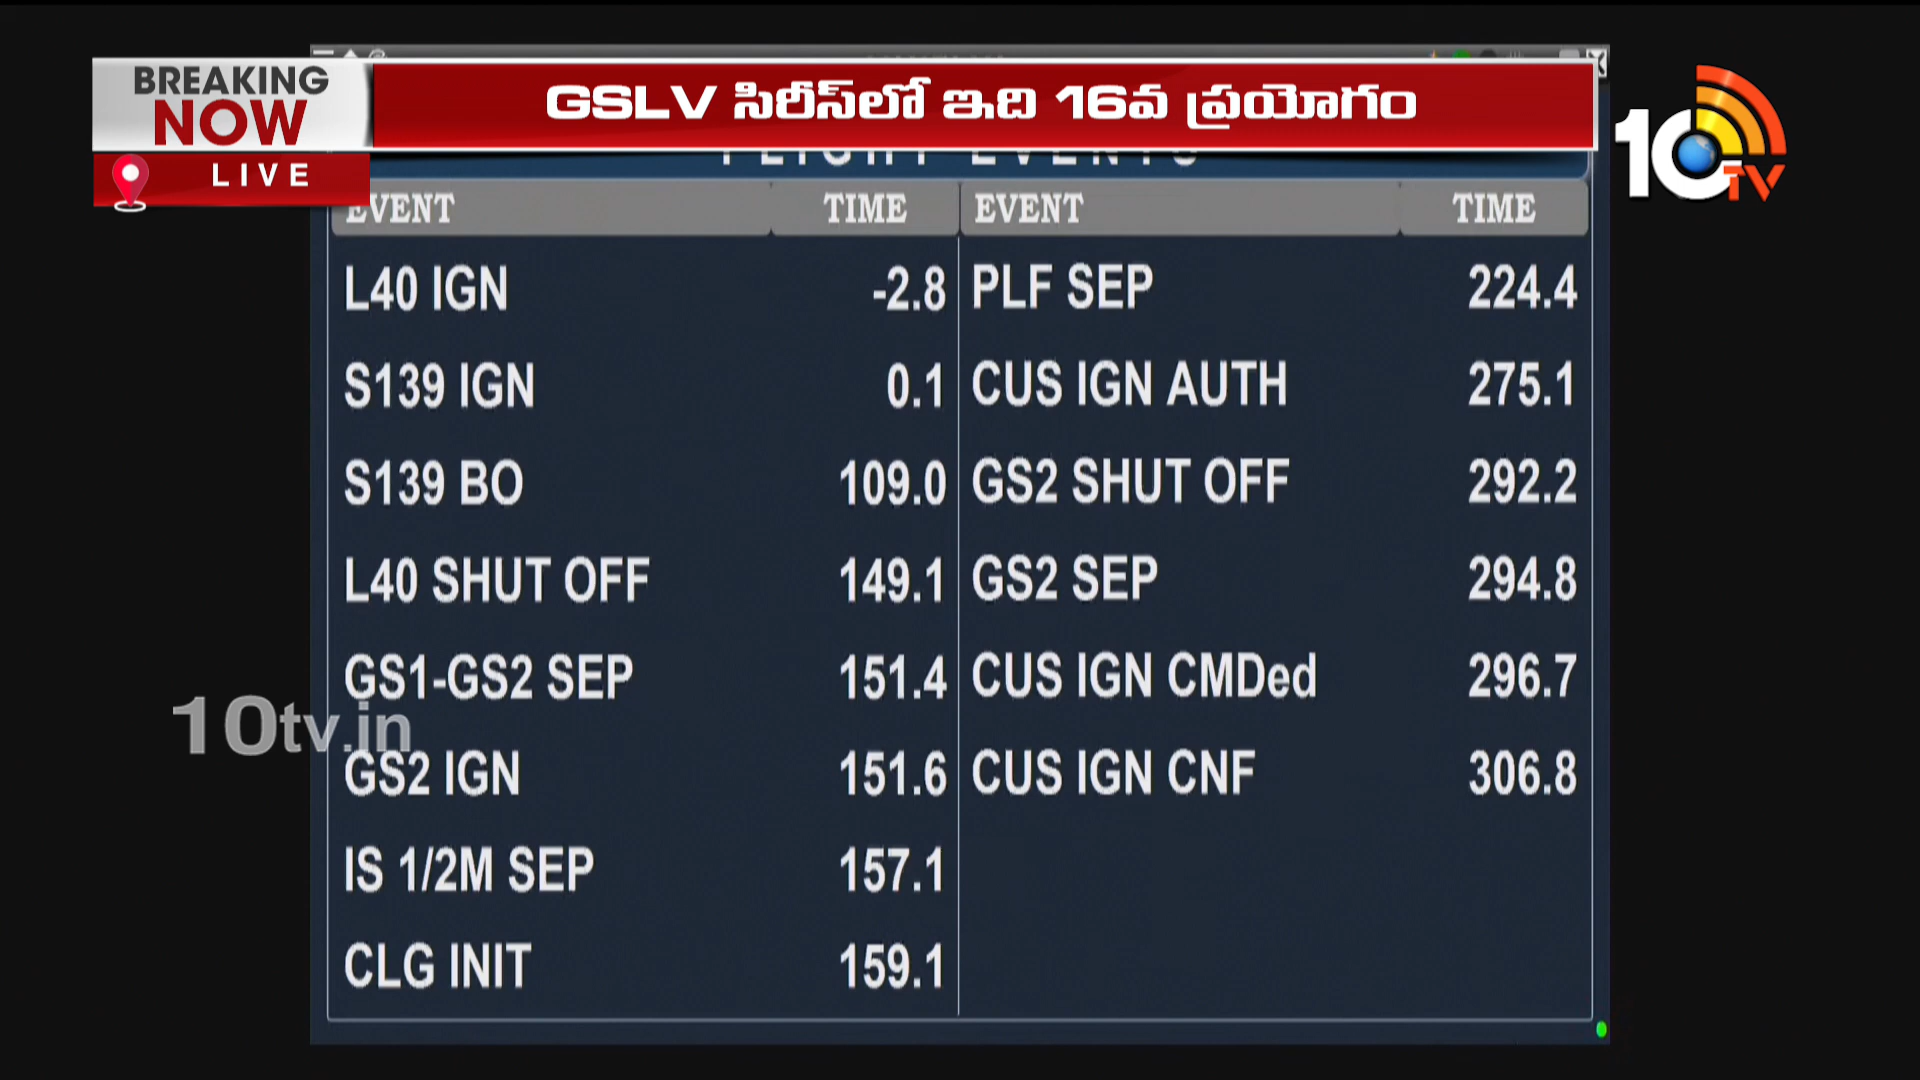 BREAKING
NOW
LIVE
GSLV సిరీస్‌లో ఇది 16వ ప్రయోగం
10TV
FLIGHT EVENTS
EVENT TIME EVENT TIME
L40 IGN -2.8 PLF SEP 224.4
S139 IGN 0.1 CUS IGN AUTH 275.1
S139 BO 109.0 GS2 SHUT OFF 292.2
L40 SHUT OFF 149.1 GS2 SEP 294.8
GS1-GS2 SEP 151.4 CUS IGN CMDed 296.7
10tv.in
GS2 IGN 151.6 CUS IGN CNF 306.8
IS 1/2M SEP 157.1
CLG INIT 159.1